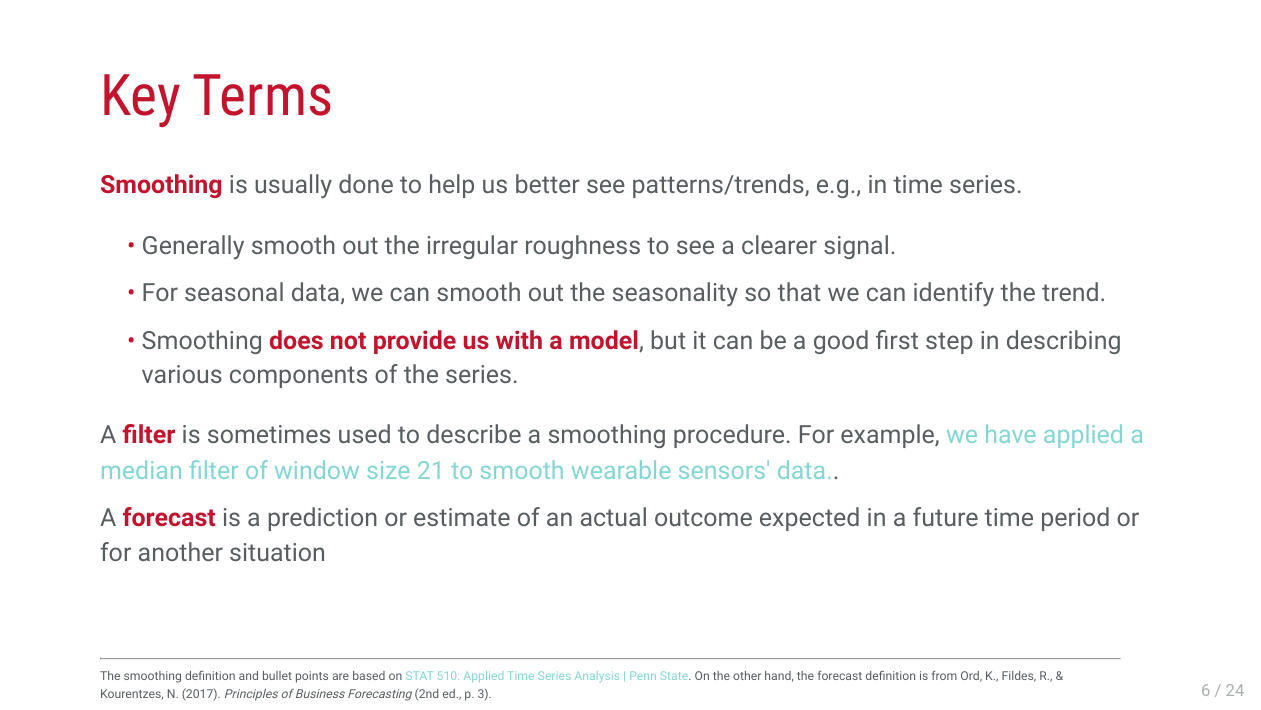 Key Terms
Smoothing is usually done to help us better see patterns/trends, e.g., in time series.
• Generally smooth out the irregular roughness to see a clearer signal.
• For seasonal data, we can smooth out the seasonality so that we can identify the trend.
• Smoothing does not provide us with a model, but it can be a good first step in describing
various components of the series.
A filter is sometimes used to describe a smoothing procedure. For example, we have applied a
median filter of window size 21 to smooth wearable sensors' data..
A forecast is a prediction or estimate of an actual outcome expected in a future time period or
for another situation
The smoothing definition and bullet points are based on STAT 510: Applied Time Series Analysis | Penn State. On the other hand, the forecast definition is from Ord, K., Fildes, R., &
Kourentzes, N. (2017). Principles of Business Forecasting (2nd ed., p. 3).
6 / 24